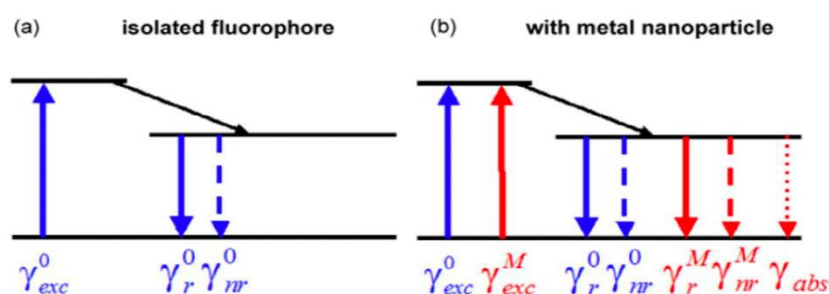 (a) isolated fluorophore
(b) with metal nanoparticle
γ⁰exc γ⁰r γ⁰nr
γ⁰exc γᴹexc γ⁰r γ⁰nr γᴹr γᴹnr γabs